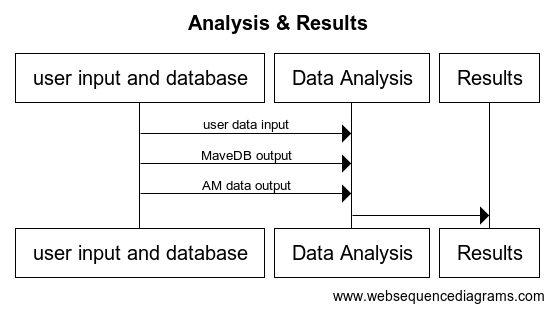 Analysis & Results
user input and database
Data Analysis
Results
user data input
MaveDB output
AM data output
user input and database
Data Analysis
Results
www.websequencediagrams.com